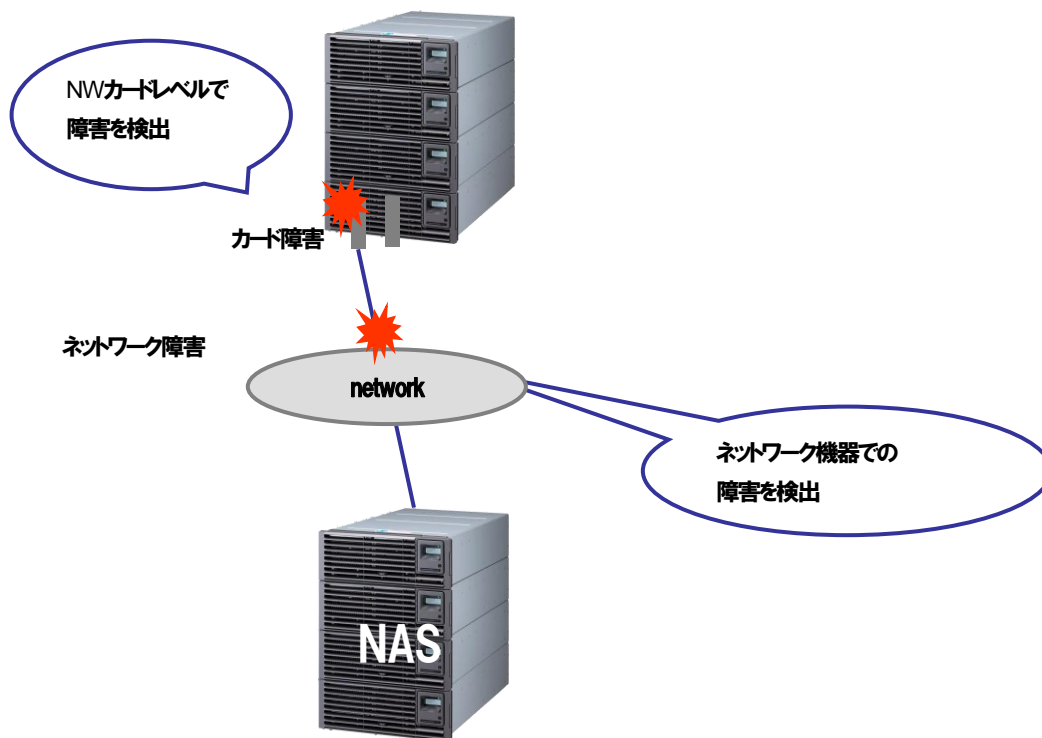 NWカードレベルで
障害を検出
カード障害
ネットワーク障害
network
ネットワーク機器での
障害を検出
NAS